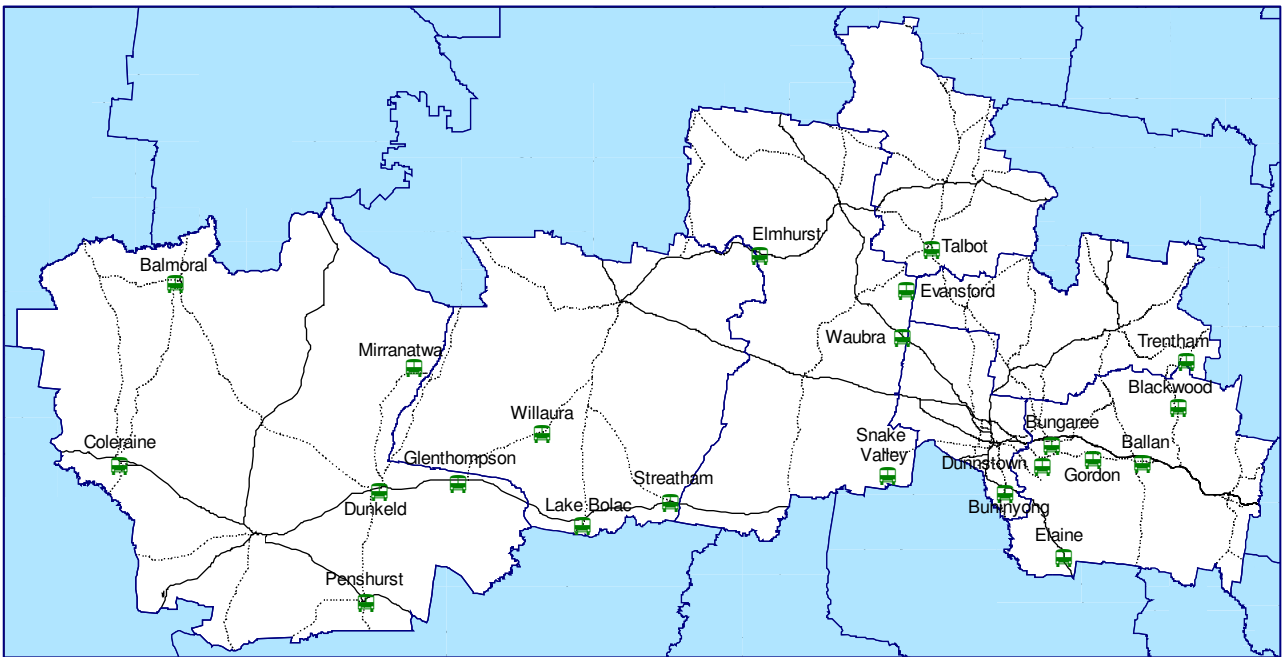 Elmhurst
Talbot
Balmoral
Evansford
Waubra
Trentham
Mirranatwa
Blackwood
Willaura
Bungaree
Snake
Valley
Coleraine
Ballan
Glenthompson
Dunnstown
Gordon
Streatham
Dunkeld
Lake Bolac
Buninyong
Elaine
Penshurst